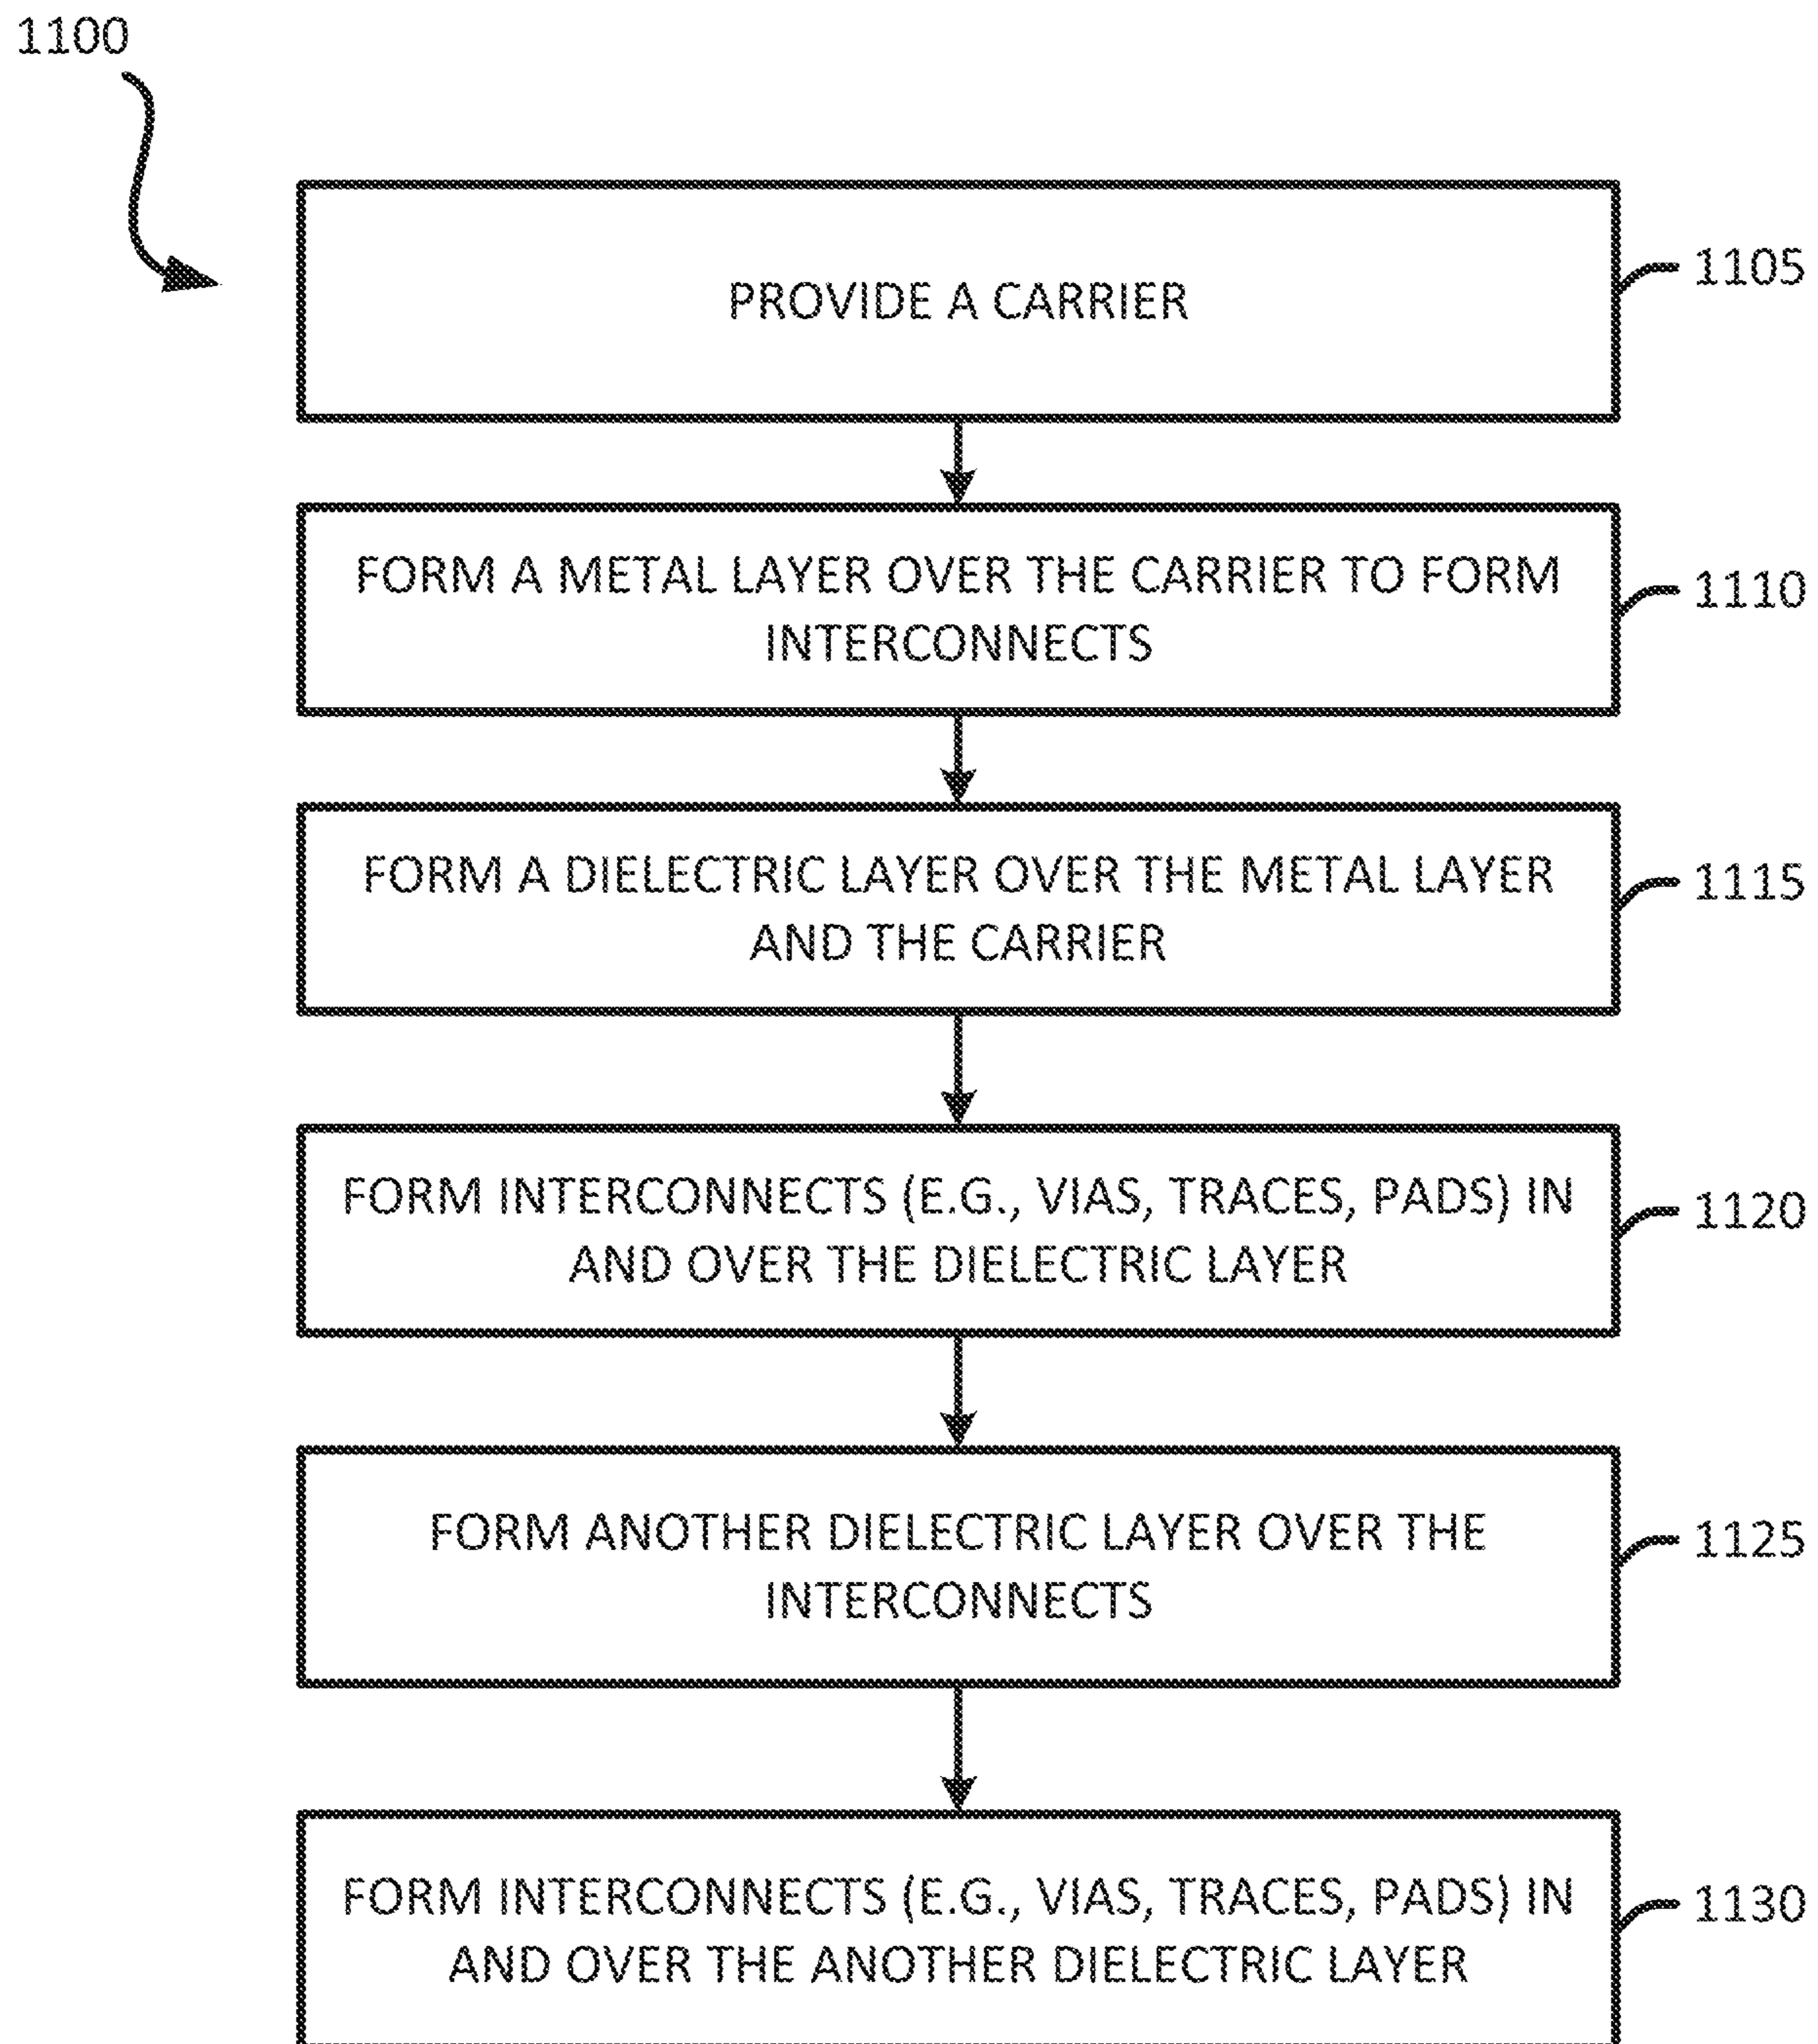 1100
PROVIDE A CARRIER
1105
FORM A METAL LAYER OVER THE CARRIER TO FORM
INTERCONNECTS
1110
FORM A DIELECTRIC LAYER OVER THE METAL LAYER
AND THE CARRIER
1115
FORM INTERCONNECTS (E.G., VIAS, TRACES, PADS) IN
AND OVER THE DIELECTRIC LAYER
1120
FORM ANOTHER DIELECTRIC LAYER OVER THE
INTERCONNECTS
1125
FORM INTERCONNECTS (E.G., VIAS, TRACES, PADS) IN
AND OVER THE ANOTHER DIELECTRIC LAYER
1130